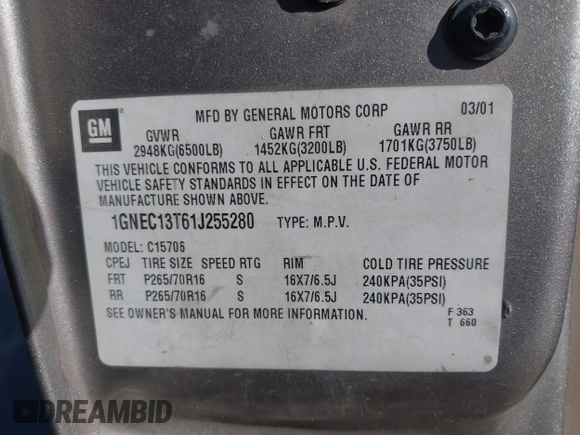 GM
MFD BY GENERAL MOTORS CORP 03/01
GVWR GAWR FRT GAWR RR
2948KG(6500LB) 1452KG(3200LB) 1701KG(3750LB)
THIS VEHICLE CONFORMS TO ALL APPLICABLE U.S. FEDERAL MOTOR
VEHICLE SAFETY STANDARDS IN EFFECT ON THE DATE OF
MANUFACTURE SHOWN ABOVE.
1GNEC13T61J255280 TYPE: M.P.V.
MODEL: C15706
CPEJ TIRE SIZE SPEED RTG RIM COLD TIRE PRESSURE
FRT P265/70R16 S 16X7/6.5J 240KPA(35PSI)
RR P265/70R16 S 16X7/6.5J 240KPA(35PSI)
SEE OWNER'S MANUAL FOR MORE INFORMATION.
F 363
T 660
DREAMBID